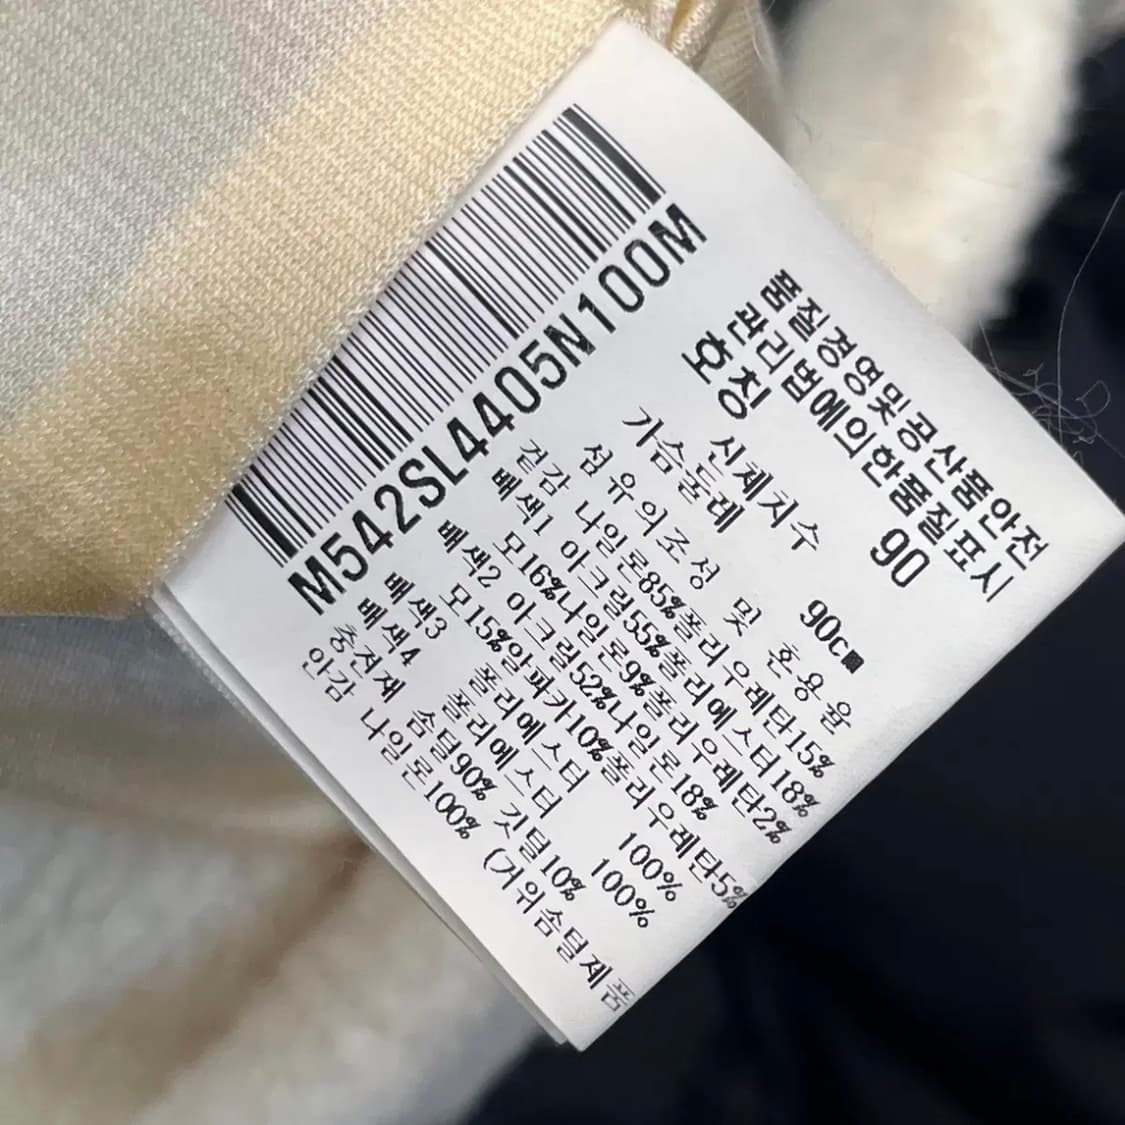 M542SL4405N100M
품질경영및공산품안전
관리법에의한품질표시
호칭 90
신체치수
가슴둘레 90cm
섬유의조성 및 혼용율
겉감 나일론85%폴리우레탄15%
배색1 아크릴55%폴리에스터18%
모16%나일론9%폴리우레탄2%
배색2 아크릴52%나일론18%
모15%알파카10%폴리우레탄5%
배색3 폴리에스터 100%
배색4 폴리에스터 100%
충전재 솜털90% 깃털10%
안감 나일론100% (거위솜털제품